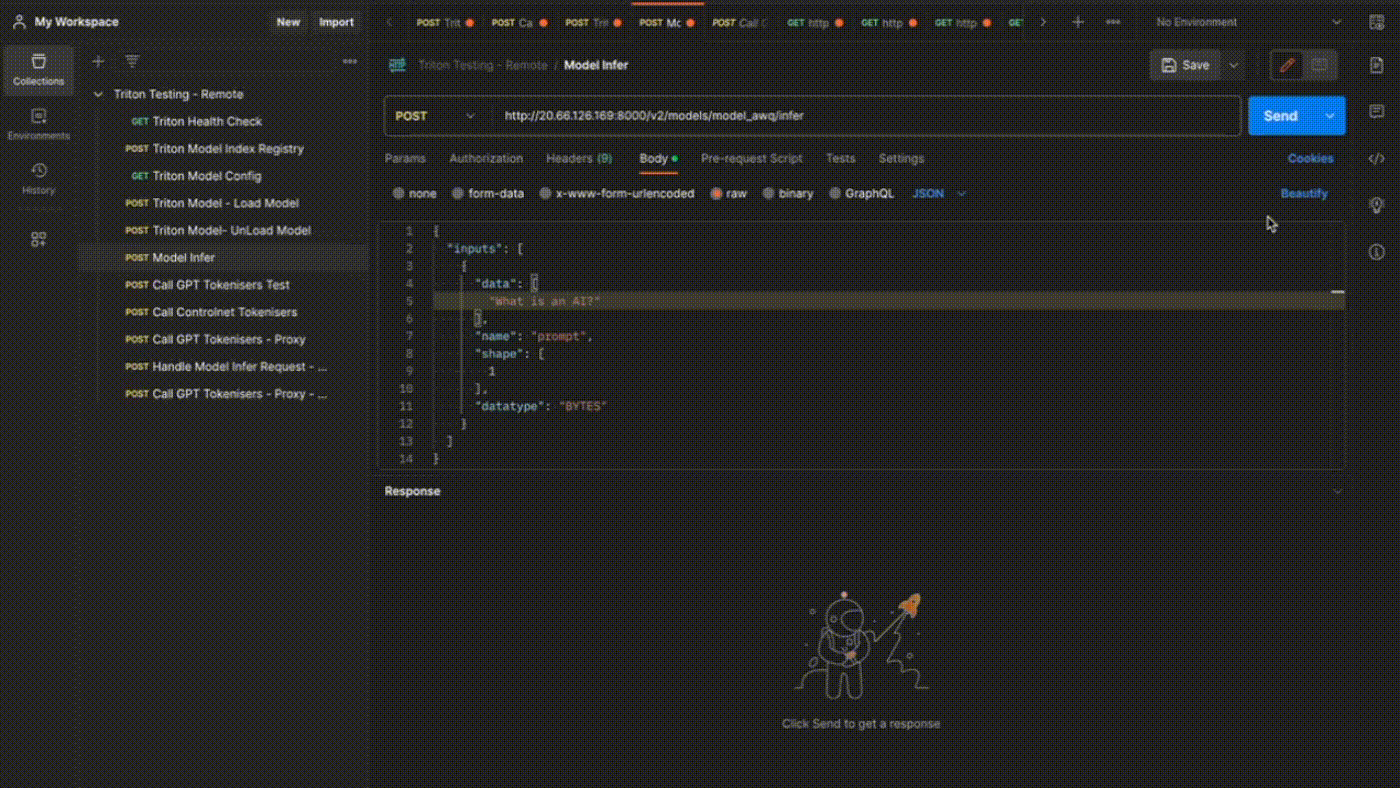 My Workspace
New
Import
POST Trit
POST Ca
POST Trit
POST Mc
POST Call C
GET http
GET http
GET http
GET
No Environment
Collections
Environments
History
Triton Testing - Remote
GET Triton Health Check
POST Triton Model Index Registry
GET Triton Model Config
POST Triton Model - Load Model
POST Triton Model- UnLoad Model
POST Model Infer
POST Call GPT Tokenisers Test
POST Call Controlnet Tokenisers
POST Call GPT Tokenisers - Proxy
POST Handle Model Infer Request - ...
POST Call GPT Tokenisers - Proxy - ...
Triton Testing - Remote / Model Infer
Save
POST
http://20.66.126.169:8000/v2/models/model_awq/infer
Send
Params
Authorization
Headers (9)
Body
Pre-request Script
Tests
Settings
Cookies
none
form-data
x-www-form-urlencoded
raw
binary
GraphQL
JSON
Beautify
1 {
2 "inputs": [
3 {
4 "data": [
5 "What is an AI?"
6 ],
7 "name": "prompt",
8 "shape": [
9 1
10 ],
11 "datatype": "BYTES"
12 }
13 ]
14 }
Response
Click Send to get a response